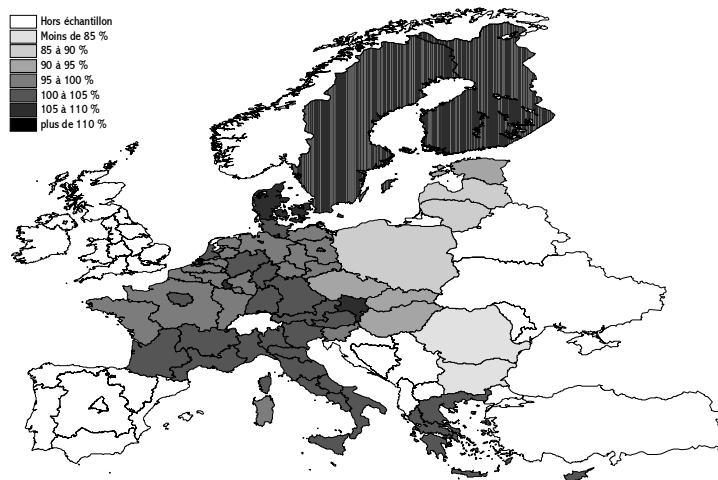 Hors échantillon
Moins de 85 %
85 à 90 %
90 à 95 %
95 à 100 %
100 à 105 %
105 à 110 %
plus de 110 %